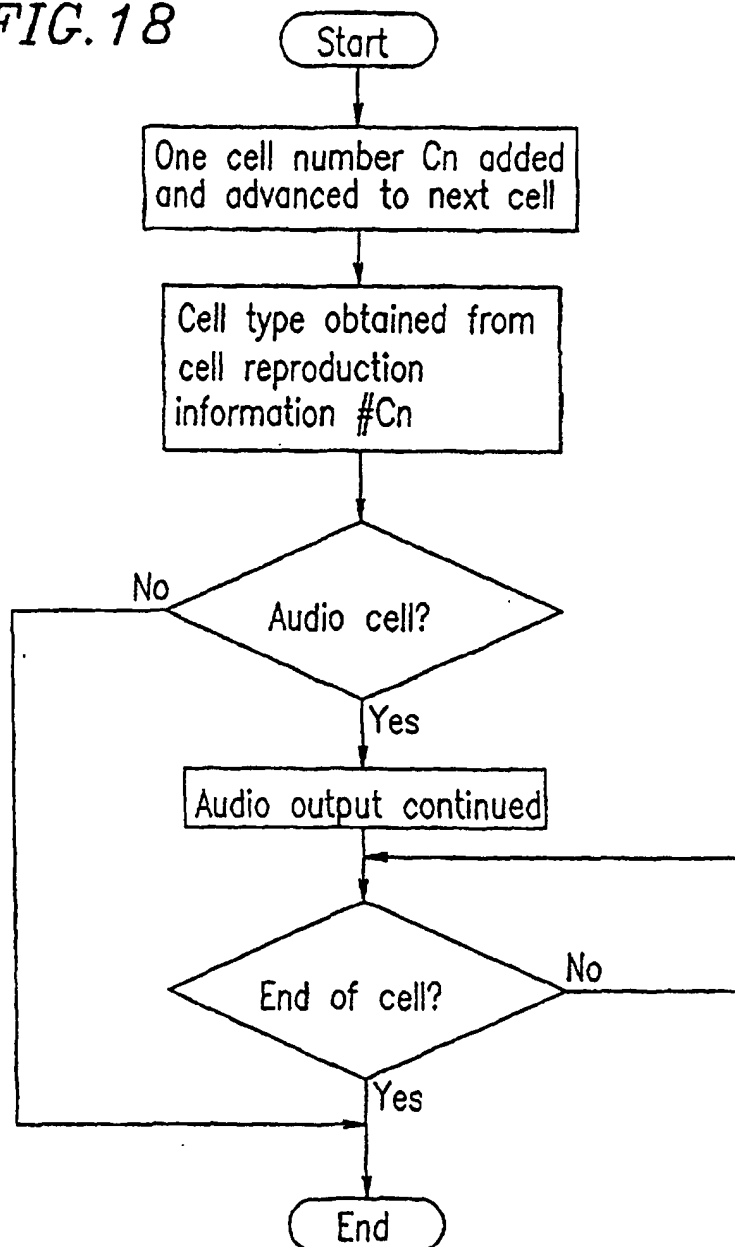 FIG.18
Start
One cell number Cn added
and advanced to next cell
Cell type obtained from
cell reproduction
information #Cn
No
Audio cell?
Yes
Audio output continued
End of cell?
No
Yes
End